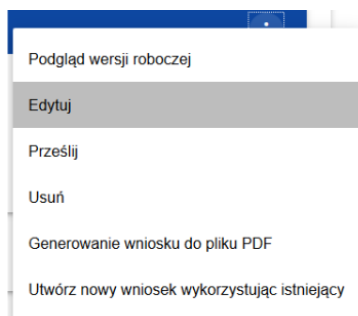 Podgląd wersji roboczej
Edytuj
Prześlij
Usuń
Generowanie wniosku do pliku PDF
Utwórz nowy wniosek wykorzystując istniejący